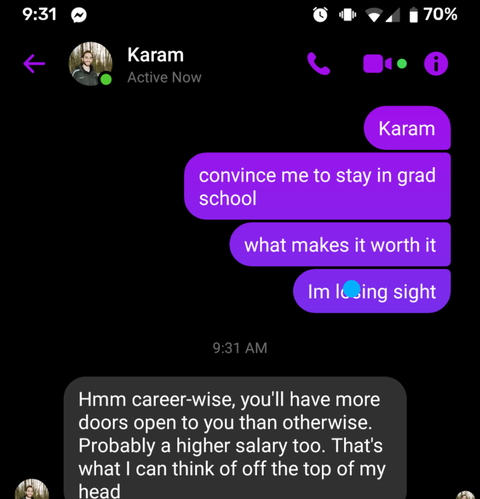 9:31 70%
Karam
Active Now
Karam
convince me to stay in grad
school
what makes it worth it
Im losing sight
9:31 AM
Hmm career-wise, you'll have more
doors open to you than otherwise.
Probably a higher salary too. That's
what I can think of off the top of my
head